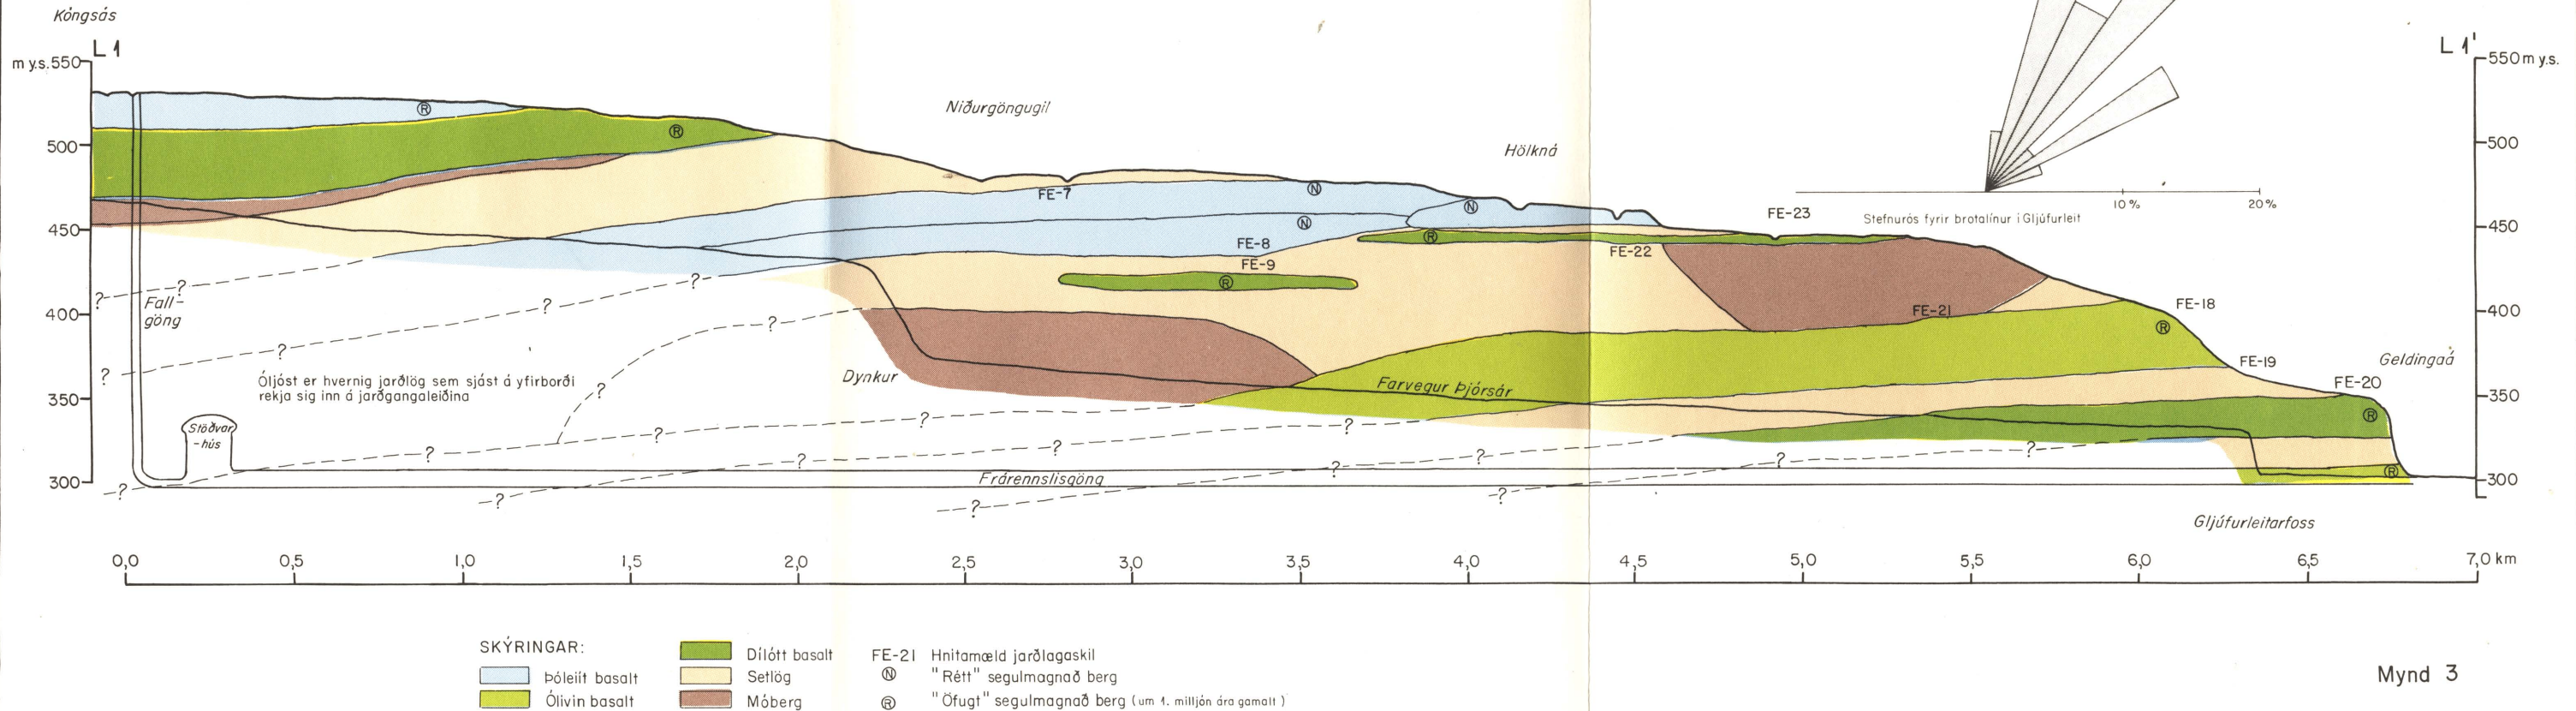 Kóngsás
L 1
L 1'
m y.s. 550
550 m y.s.
500
500
450
450
400
400
350
350
300
300
Niðurgöngugil
Hölkná
10 %
20 %
Stefnurós fyrir brotalínur í Gljúfurleit
FE-23
FE-7
FE-8
FE-9
FE-22
FE-21
FE-18
FE-19
FE-20
Geldingaá
R
R
N
N
N
R
R
R
R
R
Fall-
göng
Óljóst er hvernig jarðlög sem sjást á yfirborði
rekja sig inn á jarðgangaleiðina
Dynkur
Farvegur Þjórsár
Stöðvar
-hús
Frárennslisgöng
Gljúfurleitarfoss
? ? ? ? ? ? ? ? ? ? ? ? ? ? ? ? ? ? ? ? ? ? ?
0,0 0,5 1,0 1,5 2,0 2,5 3,0 3,5 4,0 4,5 5,0 5,5 6,0 6,5 7,0 km
SKÝRINGAR:
Þóleiít basalt
Ólivin basalt
Dílótt basalt
Setlög
Móberg
FE-21 Hnitamæld jarðlagaskil
N "Rétt" segulmagnað berg
R "Öfugt" segulmagnað berg (um 1. milljón ára gamalt)
Mynd 3